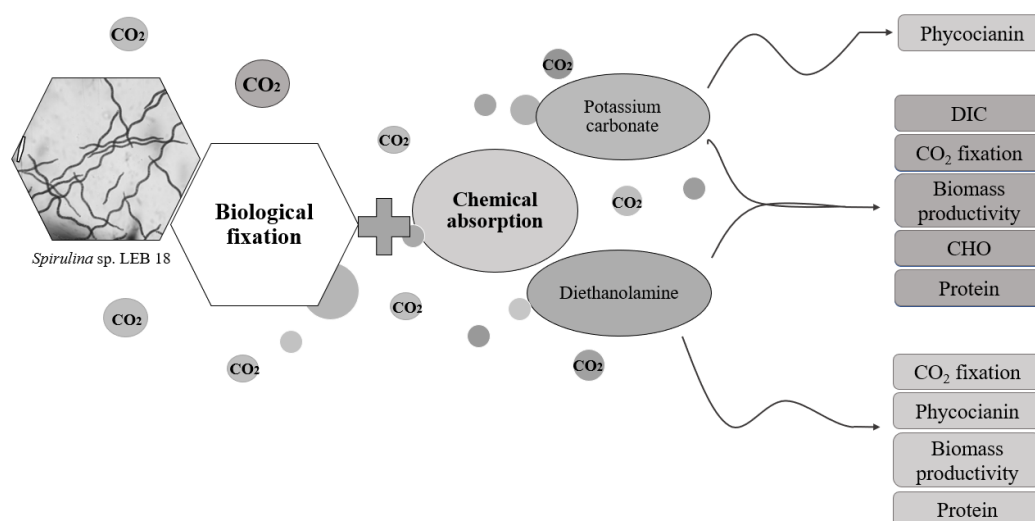 CO2
CO2
Spirulina sp. LEB 18
CO2
CO2
Biological
fixation
CO2
CO2
Chemical
absorption
CO2
Potassium
carbonate
CO2
Diethanolamine
CO2
Phycocianin
DIC
CO2 fixation
Biomass
productivity
CHO
Protein
CO2 fixation
Phycocianin
Biomass
productivity
Protein